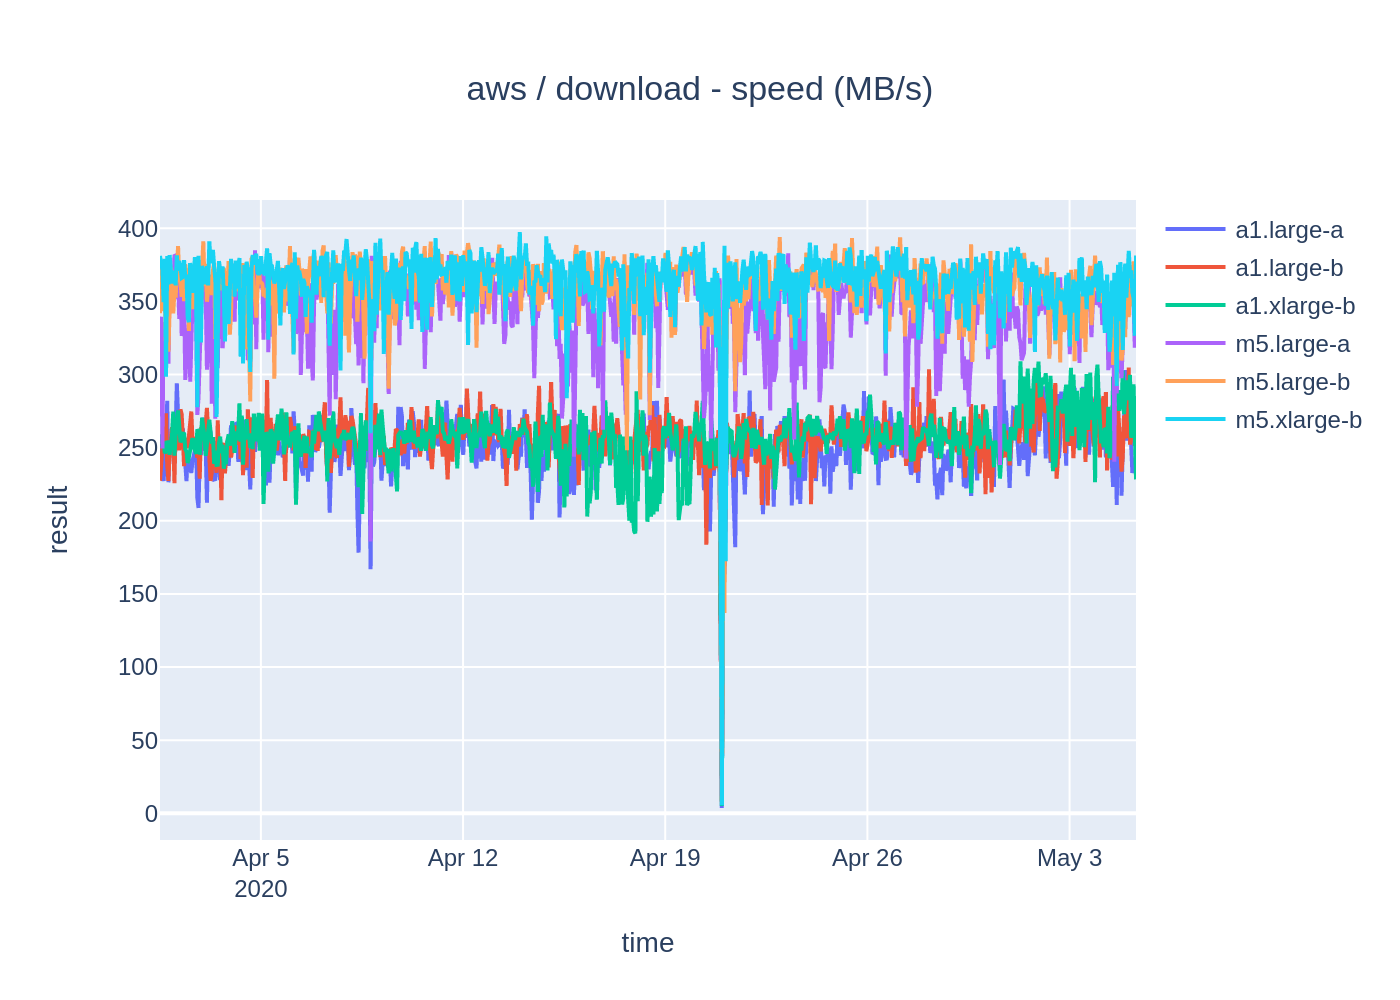 aws / download - speed (MB/s)
400
350
300
250
200
150
100
50
0
result
Apr 5
2020
Apr 12
Apr 19
Apr 26
May 3
time
a1.large-a
a1.large-b
a1.xlarge-b
m5.large-a
m5.large-b
m5.xlarge-b